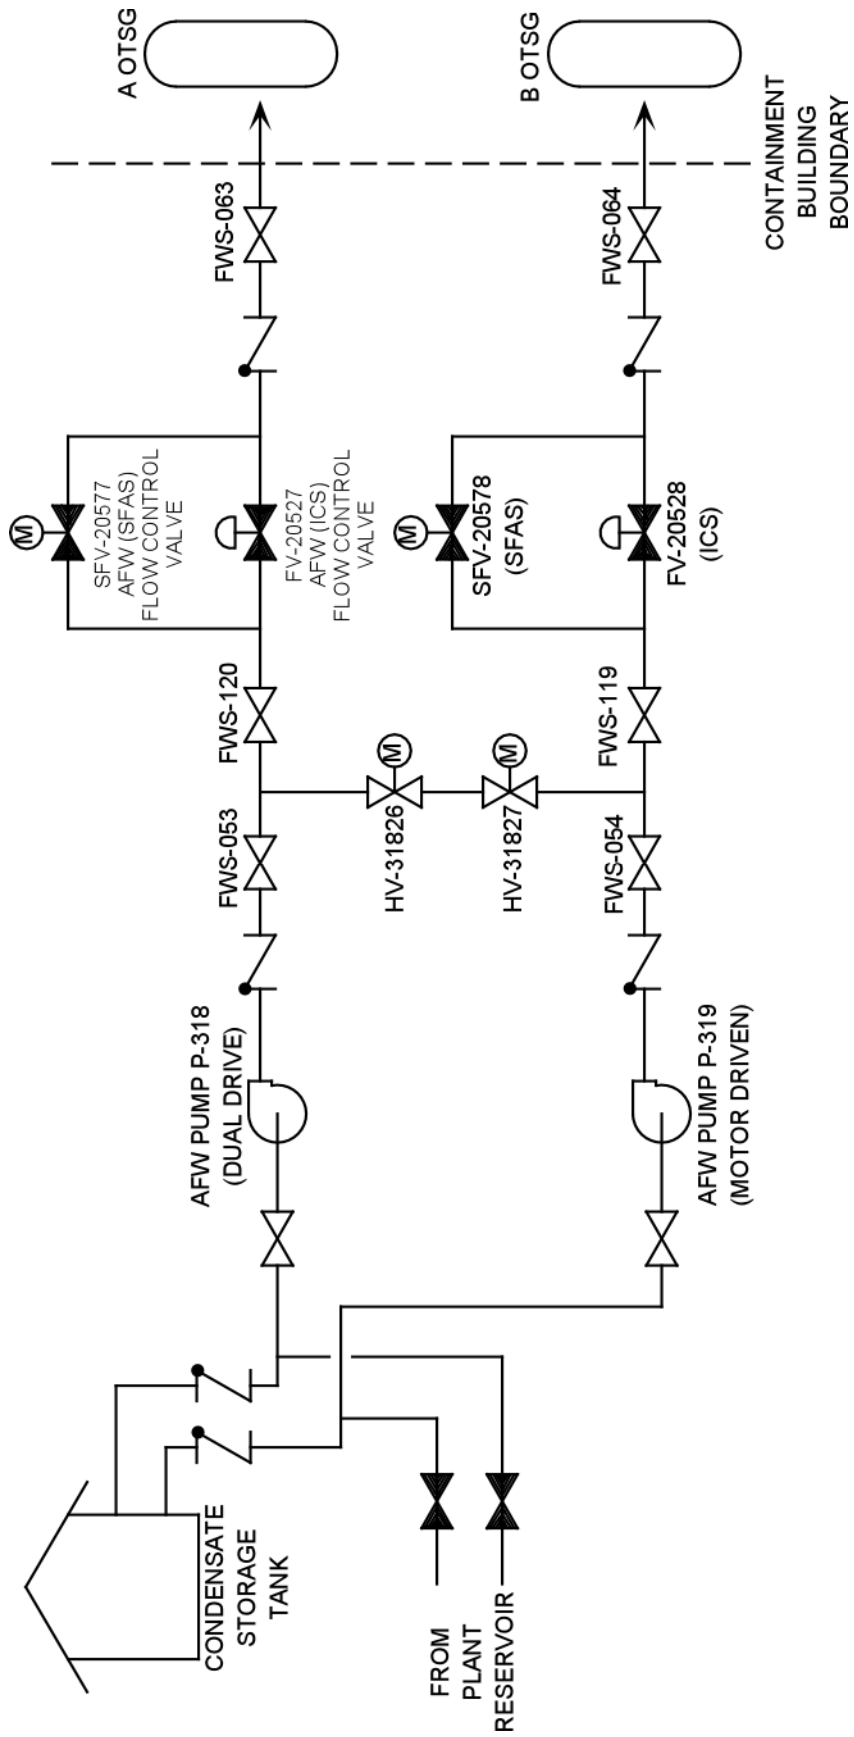 A OTSG
B OTSG
CONTAINMENT
BUILDING
BOUNDARY
FWS-063
FWS-064
M
SFV-20577
AFW (SFAS)
FLOW CONTROL
VALVE
FV-20527
AFW (ICS)
FLOW CONTROL
VALVE
M
SFV-20578
(SFAS)
FV-20528
(ICS)
FWS-120
FWS-119
M
HV-31826
M
HV-31827
FWS-053
FWS-054
AFW PUMP P-318
(DUAL DRIVE)
AFW PUMP P-319
(MOTOR DRIVEN)
CONDENSATE
STORAGE
TANK
FROM
PLANT
RESERVOIR